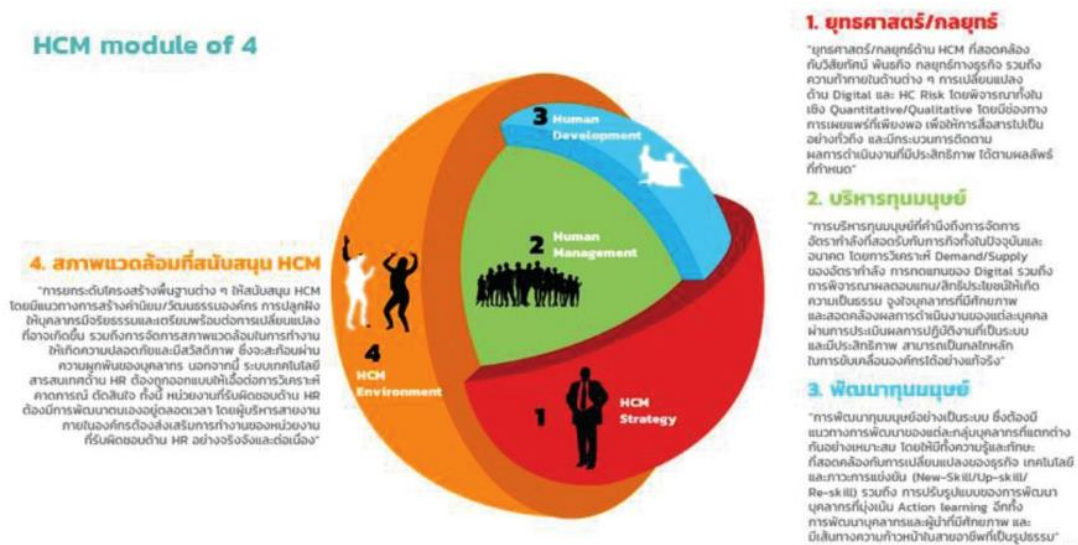 HCM module of 4
3 Human
Development
2 Human
Management
4
HCM
Environment
1
HCM
Strategy
4. สภาพแวดล้อมที่สนับสนุน HCM
"การยกระดับโครงสร้างพื้นฐานต่าง ๆ ให้สนับสนุน HCM
โดยมีแนวทางการสร้างค่านิยม/วัฒนธรรมองค์กร การปลูกฝัง
ให้บุคลากรมีจริยธรรมและเตรียมพร้อมต่อการเปลี่ยนแปลง
ที่อาจเกิดขึ้น รวมถึงการจัดการสภาพแวดล้อมในการทำงาน
ให้เกิดความปลอดภัยและมีสวัสดิภาพ ซึ่งจะสะท้อนผ่าน
ความผูกพันของบุคลากร นอกจากนี้ ระบบเทคโนโลยี
สารสนเทศด้าน HR ต้องถูกออกแบบให้เอื้อต่อการวิเคราะห์
คาดการณ์ ตัดสินใจ ทั้งนี้ หน่วยงานที่รับผิดชอบด้าน HR
ต้องมีการพัฒนาตนเองอยู่ตลอดเวลา โดยผู้บริหารสายงาน
ภายในองค์กรต้องส่งเสริมการทำงานของหน่วยงาน
ที่รับผิดชอบด้าน HR อย่างจริงจังและต่อเนื่อง"
1. ยุทธศาสตร์/กลยุทธ์
"ยุทธศาสตร์/กลยุทธ์ด้าน HCM ที่สอดคล้อง
กับวิสัยทัศน์ พันธกิจ กลยุทธ์ทางธุรกิจ รวมถึง
ความท้าทายในด้านต่าง ๆ การเปลี่ยนแปลง
ด้าน Digital และ HC Risk โดยพิจารณาทั้งใน
เชิง Quantitative/Qualitative โดยมีช่องทาง
การเผยแพร่ที่เพียงพอ เพื่อให้การสื่อสารไปเป็น
อย่างทั่วถึง และมีกระบวนการติดตาม
ผลการดำเนินงานที่มีประสิทธิภาพ ได้ตามผลลัพธ์
ที่กำหนด"
2. บริหารทุนมนุษย์
"การบริหารทุนมนุษย์ที่คำนึงถึงการจัดการ
อัตรากำลังที่สอดรับกับภารกิจทั้งในปัจจุบันและ
อนาคต โดยการวิเคราะห์ Demand/Supply
ของอัตรากำลัง การทดแทนของ Digital รวมถึง
การพิจารณาผลตอบแทน/สิทธิประโยชน์ให้เกิด
ความเป็นธรรม จูงใจบุคลากรที่มีศักยภาพ
และสอดคล้องผลการดำเนินงานของแต่ละบุคคล
ผ่านการประเมินผลการปฏิบัติงานที่เป็นระบบ
และมีประสิทธิภาพ สามารถเป็นกลไกหลัก
ในการขับเคลื่อนองค์กรได้อย่างแท้จริง"
3. พัฒนาทุนมนุษย์
"การพัฒนาทุนมนุษย์อย่างเป็นระบบ ซึ่งต้องมี
แนวทางการพัฒนาของแต่ละกลุ่มบุคลากรที่แตกต่าง
กันอย่างเหมาะสม โดยให้มีทั้งความรู้และทักษะ
ที่สอดคล้องกับการเปลี่ยนแปลงของธุรกิจ เทคโนโลยี
และภาวะการแข่งขัน (New-Skill/Up-skill/
Re-skill) รวมถึง การปรับรูปแบบของการพัฒนา
บุคลากรที่มุ่งเน้น Action learning อีกทั้ง
การพัฒนาบุคลากรและผู้นำที่มีศักยภาพ และ
มีเส้นทางความก้าวหน้าในสายอาชีพที่เป็นรูปธรรม"